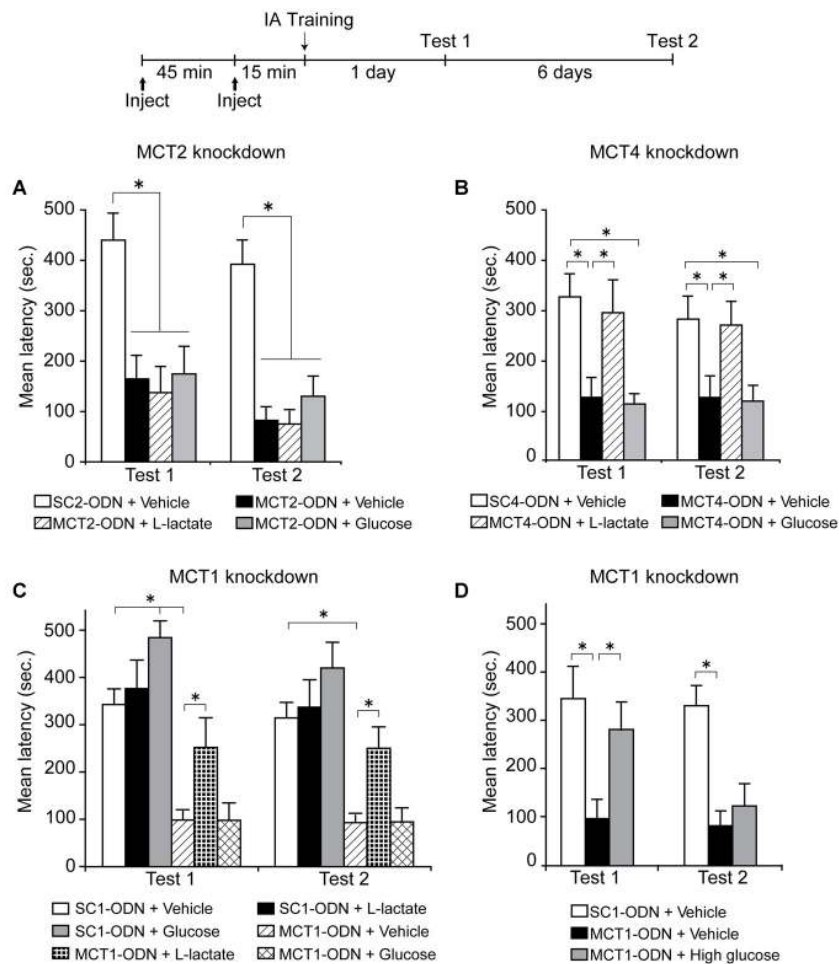 IA Training
Test 1
Test 2
45 min
15 min
1 day
6 days
Inject
Inject
MCT2 knockdown
A
*
*
500
400
300
200
100
0
Mean latency (sec.)
Test 1
Test 2
SC2-ODN + Vehicle
MCT2-ODN + Vehicle
MCT2-ODN + L-lactate
MCT2-ODN + Glucose
MCT4 knockdown
B
*
* *
*
* *
500
400
300
200
100
0
Mean latency (sec.)
Test 1
Test 2
SC4-ODN + Vehicle
MCT4-ODN + Vehicle
MCT4-ODN + L-lactate
MCT4-ODN + Glucose
MCT1 knockdown
C
*
*
*
*
500
400
300
200
100
0
Mean latency (sec.)
Test 1
Test 2
SC1-ODN + Vehicle
SC1-ODN + L-lactate
SC1-ODN + Glucose
MCT1-ODN + Vehicle
MCT1-ODN + L-lactate
MCT1-ODN + Glucose
MCT1 knockdown
D
* *
*
500
400
300
200
100
0
Mean latency (sec.)
Test 1
Test 2
SC1-ODN + Vehicle
MCT1-ODN + Vehicle
MCT1-ODN + High glucose